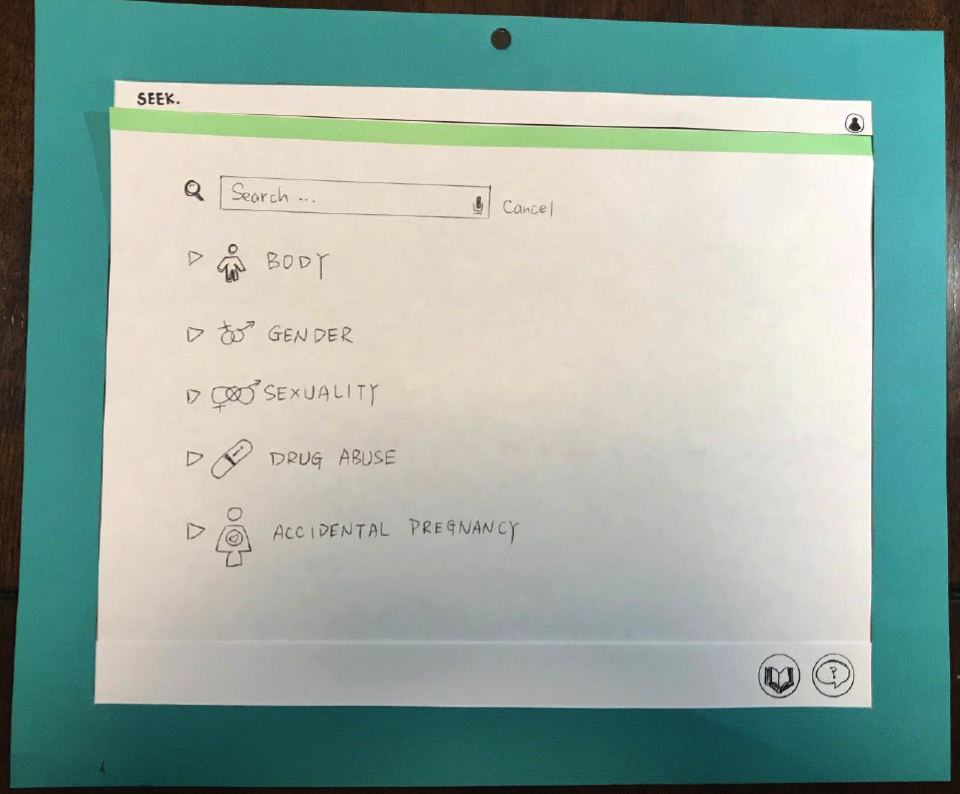 SEEK.
Search ...
Cancel
BODY
GENDER
SEXUALITY
DRUG ABUSE
ACCIDENTAL PREGNANCY
?